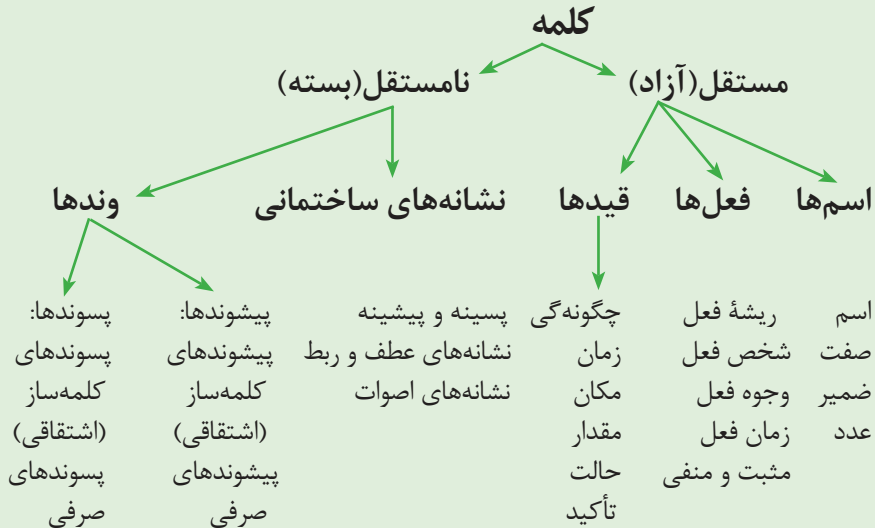 کلمه
مستقل(آزاد) نامستقل(بسته)
اسم‌ها فعل‌ها قیدها نشانه‌های ساختمانی وندها
اسم ریشۀ فعل چگونه‌گی پسینه و پیشینه پیشوندها: پسوندها:
صفت شخص فعل زمان نشانه‌های عطف و ربط پیشوندهای پسوندهای
ضمیر وجوه فعل مکان نشانه‌های اصوات کلمه‌ساز کلمه‌ساز
عدد زمان فعل مقدار (اشتقاقی) (اشتقاقی)
مثبت و منفی حالت پیشوندهای پسوندهای
تأکید صرفی صرفی